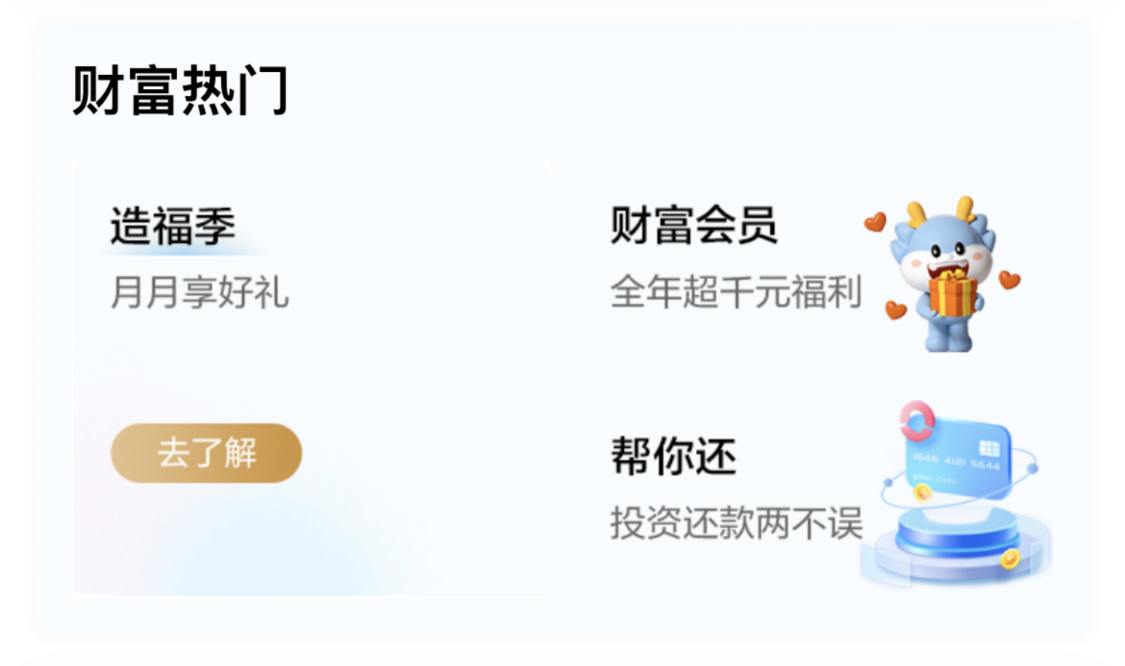 财富热门
造福季
月月享好礼
去了解
财富会员
全年超千元福利
帮你还
投资还款两不误
1646 4121 5644